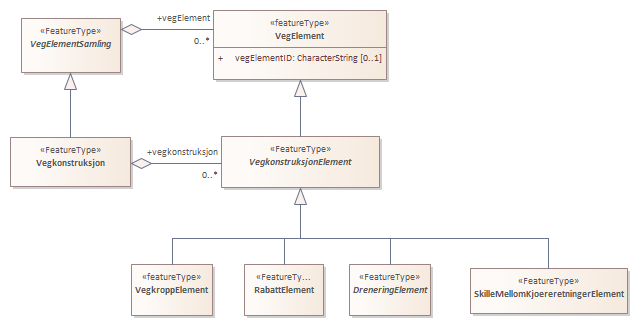 «FeatureType»
VegElementSamling
+vegElement
0..*
«featureType»
VegElement
+ vegElementID: CharacterString [0..1]
«FeatureType»
Vegkonstruksjon
+vegkonstruksjon
0..*
«FeatureType»
VegkonstruksjonElement
«featureType»
VegkroppElement
«FeatureTy...
RabattElement
«FeatureType»
DreneringElement
«FeatureType»
SkilleMellomKjoereretningerElement